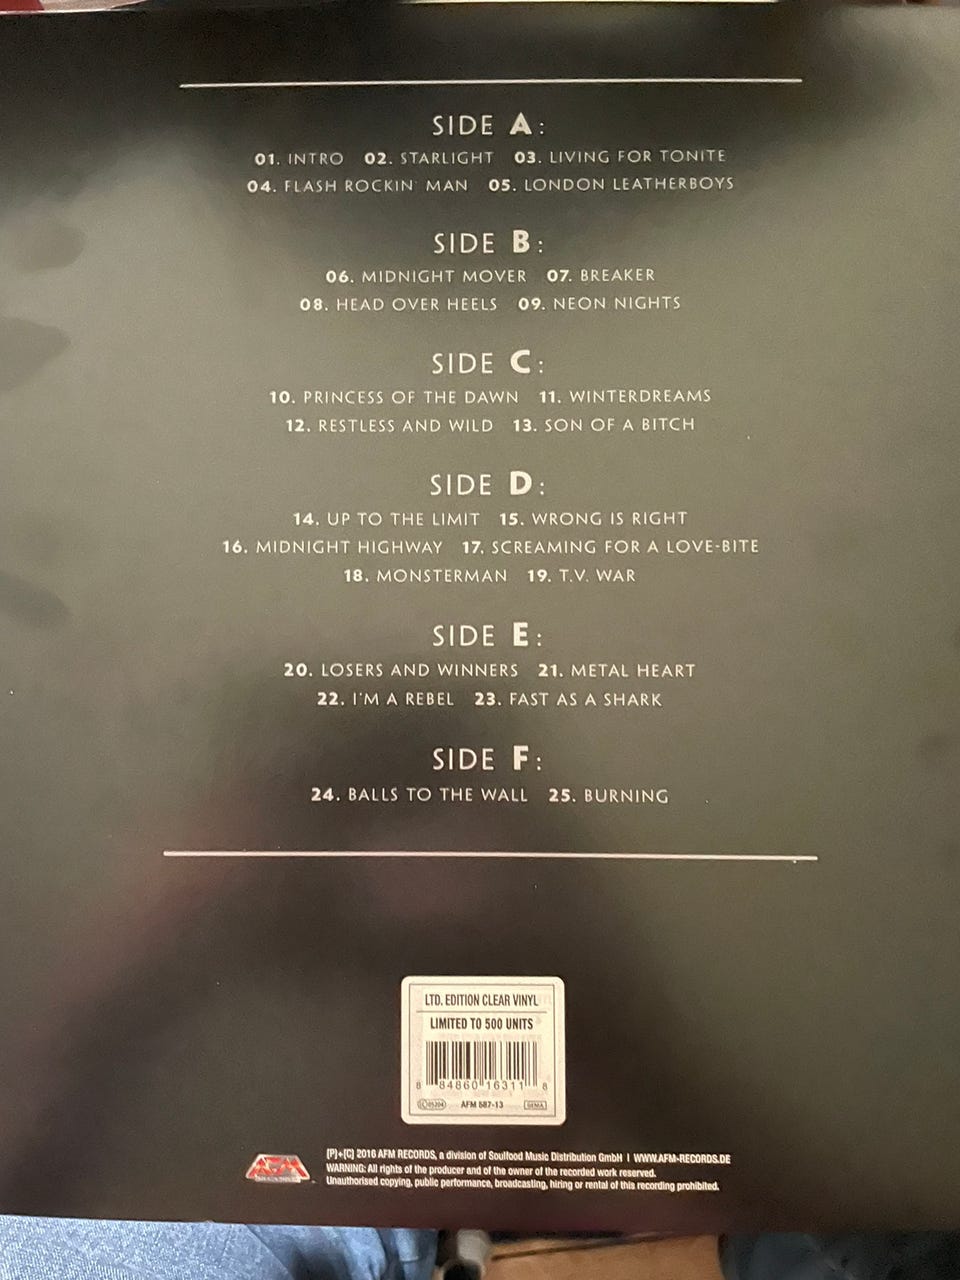 SIDE A:
01. INTRO 02. STARLIGHT 03. LIVING FOR TONITE
04. FLASH ROCKIN' MAN 05. LONDON LEATHERBOYS
SIDE B:
06. MIDNIGHT MOVER 07. BREAKER
08. HEAD OVER HEELS 09. NEON NIGHTS
SIDE C:
10. PRINCESS OF THE DAWN 11. WINTERDREAMS
12. RESTLESS AND WILD 13. SON OF A BITCH
SIDE D:
14. UP TO THE LIMIT 15. WRONG IS RIGHT
16. MIDNIGHT HIGHWAY 17. SCREAMING FOR A LOVE-BITE
18. MONSTERMAN 19. T.V. WAR
SIDE E:
20. LOSERS AND WINNERS 21. METAL HEART
22. I'M A REBEL 23. FAST AS A SHARK
SIDE F:
24. BALLS TO THE WALL 25. BURNING
LTD. EDITION CLEAR VINYL
LIMITED TO 500 UNITS
8 84860 16311 8
LC 05204 AFM 587-13 GEMA
AFM
[P]+[C] 2016 AFM RECORDS, a division of Soulfood Music Distribution GmbH I WWW.AFM-RECORDS.DE
WARNING: All rights of the producer and of the owner of the recorded work reserved.
Unauthorised copying, public performance, broadcasting, hiring or rental of this recording prohibited.